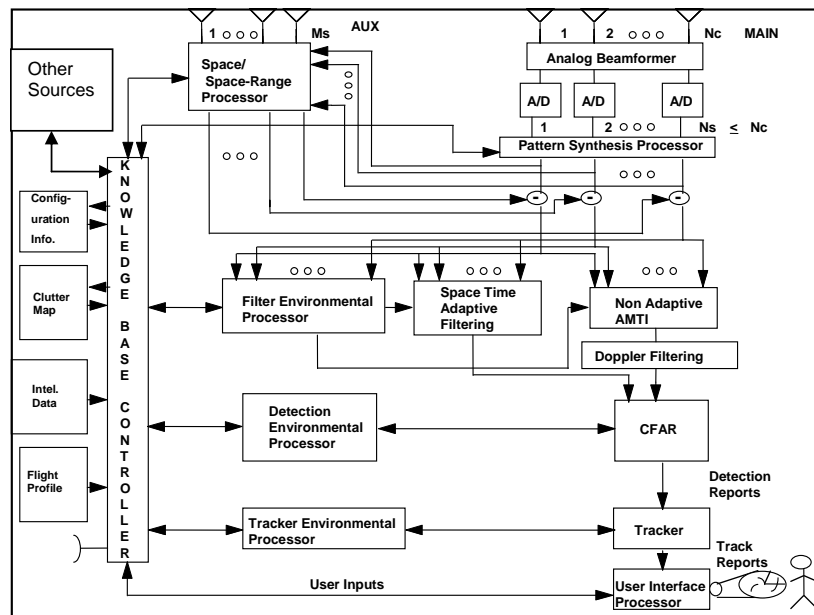 AUX
1
Ms
1
2
Nc
MAIN
Other
Sources
Space/
Space-Range
Processor
Analog Beamformer
A/D
A/D
A/D
1
2
Ns ≤ Nc
Pattern Synthesis Processor
-
-
-
KNOWLEDGE BASE CONTROLLER
Config-
uration
Info.
Clutter
Map
Intel.
Data
Flight
Profile
Filter Environmental
Processor
Space Time
Adaptive
Filtering
Non Adaptive
AMTI
Doppler Filtering
Detection
Environmental
Processor
CFAR
Detection
Reports
Tracker Environmental
Processor
Tracker
Track
Reports
User Inputs
User Interface
Processor